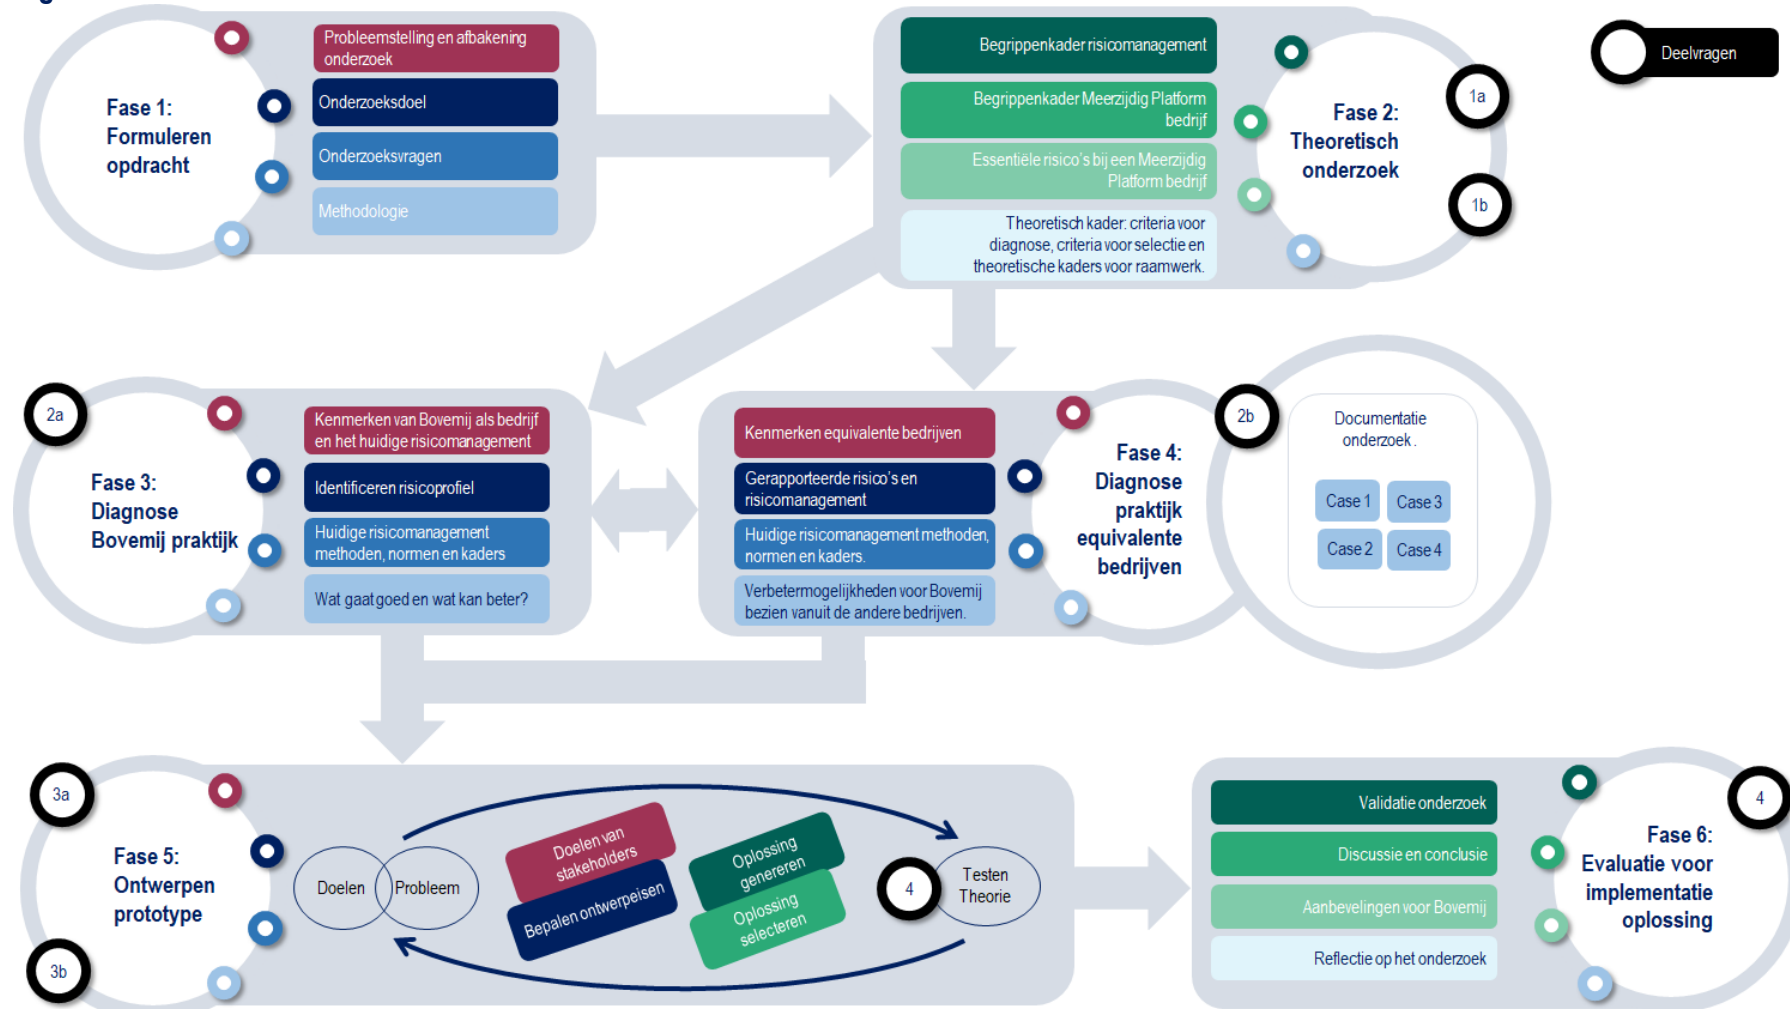 Fase 1:
Formuleren
opdracht
Probleemstelling en afbakening
onderzoek
Onderzoeksdoel
Onderzoeksvragen
Methodologie
Begrippenkader risicomanagement
Begrippenkader Meerzijdig Platform
bedrijf
Essentiële risico's bij een Meerzijdig
Platform bedrijf
Theoretisch kader: criteria voor
diagnose, criteria voor selectie en
theoretische kaders voor raamwerk.
Fase 2:
Theoretisch
onderzoek
1a
1b
Deelvragen
2a
Fase 3:
Diagnose
Bovemij praktijk
Kenmerken van Bovemij als bedrijf
en het huidige risicomanagement
Identificeren risicoprofiel
Huidige risicomanagement
methoden, normen en kaders
Wat gaat goed en wat kan beter?
Kenmerken equivalente bedrijven
Gerapporteerde risico's en
risicomanagement
Huidige risicomanagement methoden,
normen en kaders.
Verbetermogelijkheden voor Bovemij
bezien vanuit de andere bedrijven.
Fase 4:
Diagnose
praktijk
equivalente
bedrijven
2b
Documentatie
onderzoek.
Case 1
Case 3
Case 2
Case 4
3a
Fase 5:
Ontwerpen
prototype
3b
Doelen
Probleem
Doelen van
stakeholders
Bepalen ontwerpeisen
Oplossing
genereren
Oplossing
selecteren
4
Testen
Theorie
Validatie onderzoek
Discussie en conclusie
Aanbevelingen voor Bovemij
Reflectie op het onderzoek
Fase 6:
Evaluatie voor
implementatie
oplossing
4